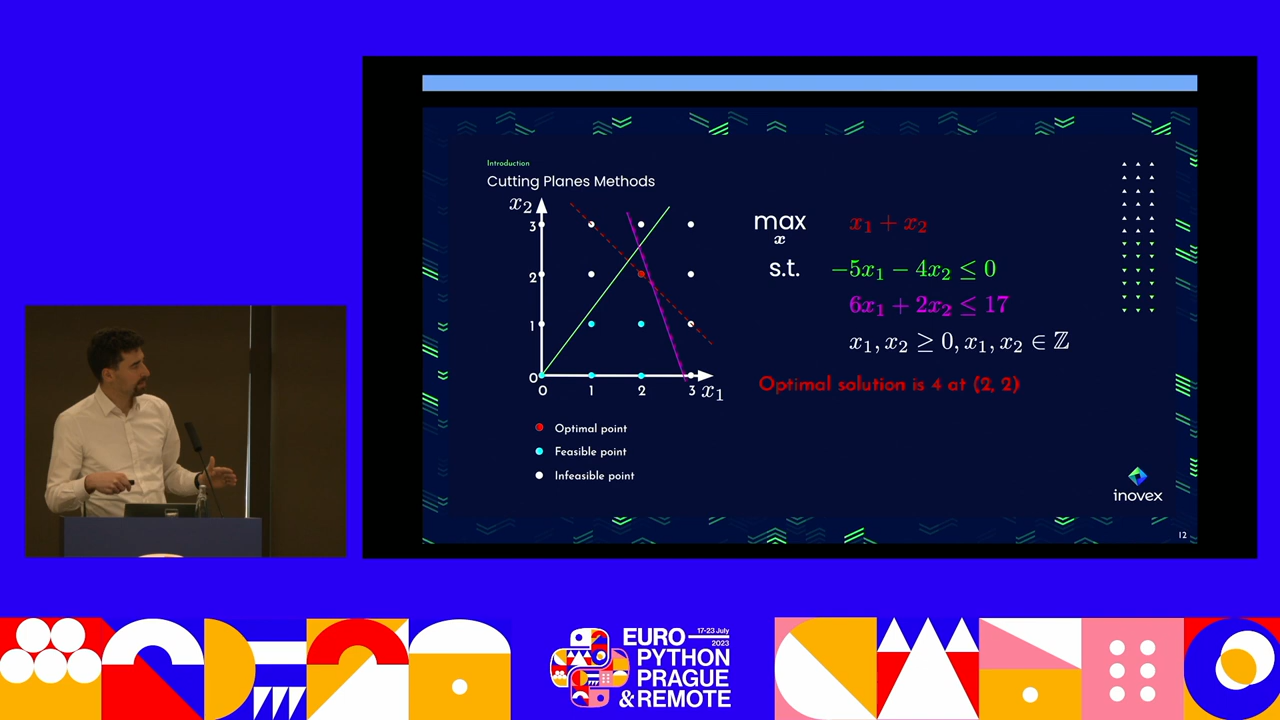 Introduction
Cutting Planes Methods
x₂
3
2
1
0
0 1 2 3 x₁
Optimal point
Feasible point
Infeasible point
max x₁ + x₂
x
s.t. −5x₁ − 4x₂ ≤ 0
6x₁ + 2x₂ ≤ 17
x₁, x₂ ≥ 0, x₁, x₂ ∈ ℤ
Optimal solution is 4 at (2, 2)
inovex
12
EURO 17-23 July
2023
PYTHON
PRAGUE
& REMOTE